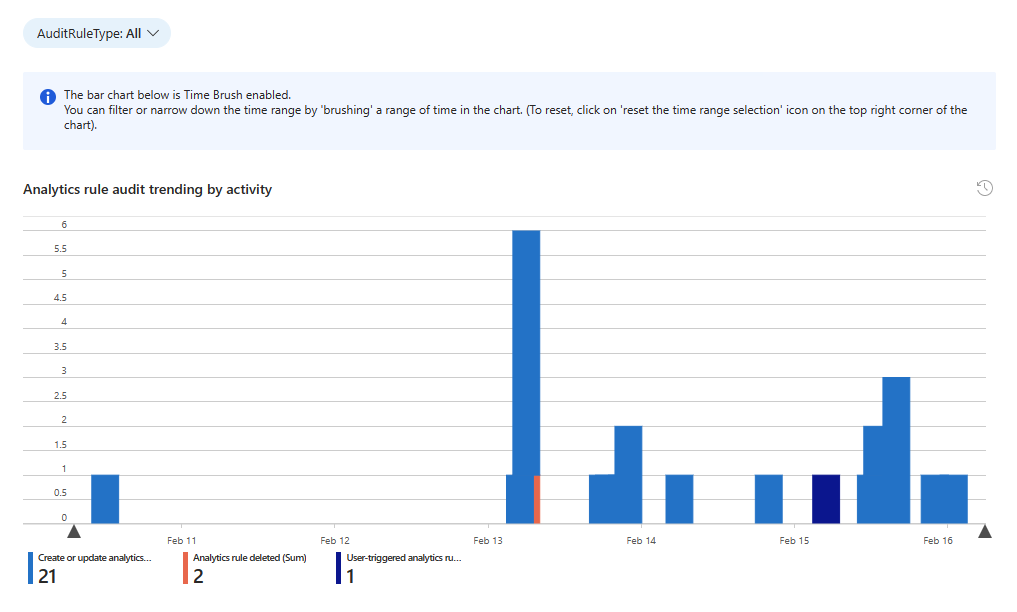 AuditRuleType: All
The bar chart below is Time Brush enabled.
You can filter or narrow down the time range by 'brushing' a range of time in the chart. (To reset, click on 'reset the time range selection' icon on the top right corner of the
chart).
Analytics rule audit trending by activity
6
5.5
5
4.5
4
3.5
3
2.5
2
1.5
1
0.5
0
Feb 11 Feb 12 Feb 13 Feb 14 Feb 15 Feb 16
Create or update analytics... Analytics rule deleted (Sum) User-triggered analytics ru...
21 2 1